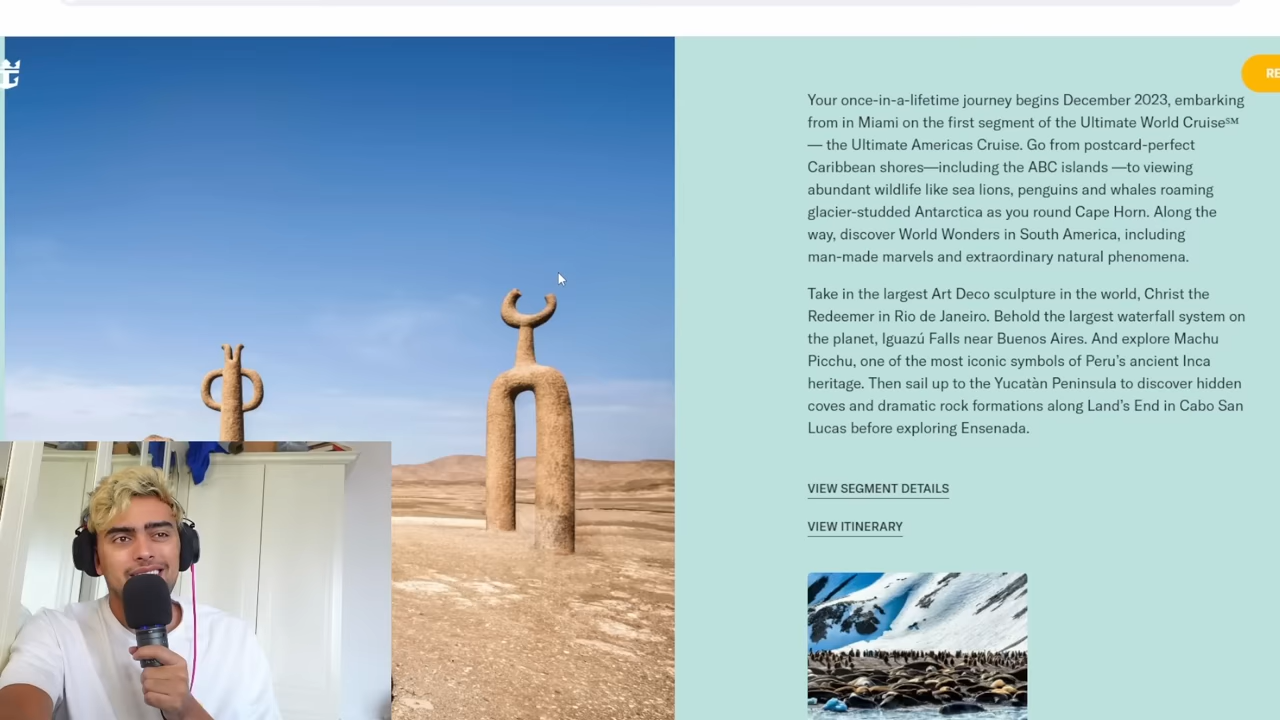 RE
Your once-in-a-lifetime journey begins December 2023, embarking
from in Miami on the first segment of the Ultimate World Cruise℠
— the Ultimate Americas Cruise. Go from postcard-perfect
Caribbean shores—including the ABC islands —to viewing
abundant wildlife like sea lions, penguins and whales roaming
glacier-studded Antarctica as you round Cape Horn. Along the
way, discover World Wonders in South America, including
man-made marvels and extraordinary natural phenomena.
Take in the largest Art Deco sculpture in the world, Christ the
Redeemer in Rio de Janeiro. Behold the largest waterfall system on
the planet, Iguazú Falls near Buenos Aires. And explore Machu
Picchu, one of the most iconic symbols of Peru’s ancient Inca
heritage. Then sail up to the Yucatàn Peninsula to discover hidden
coves and dramatic rock formations along Land’s End in Cabo San
Lucas before exploring Ensenada.
VIEW SEGMENT DETAILS
VIEW ITINERARY